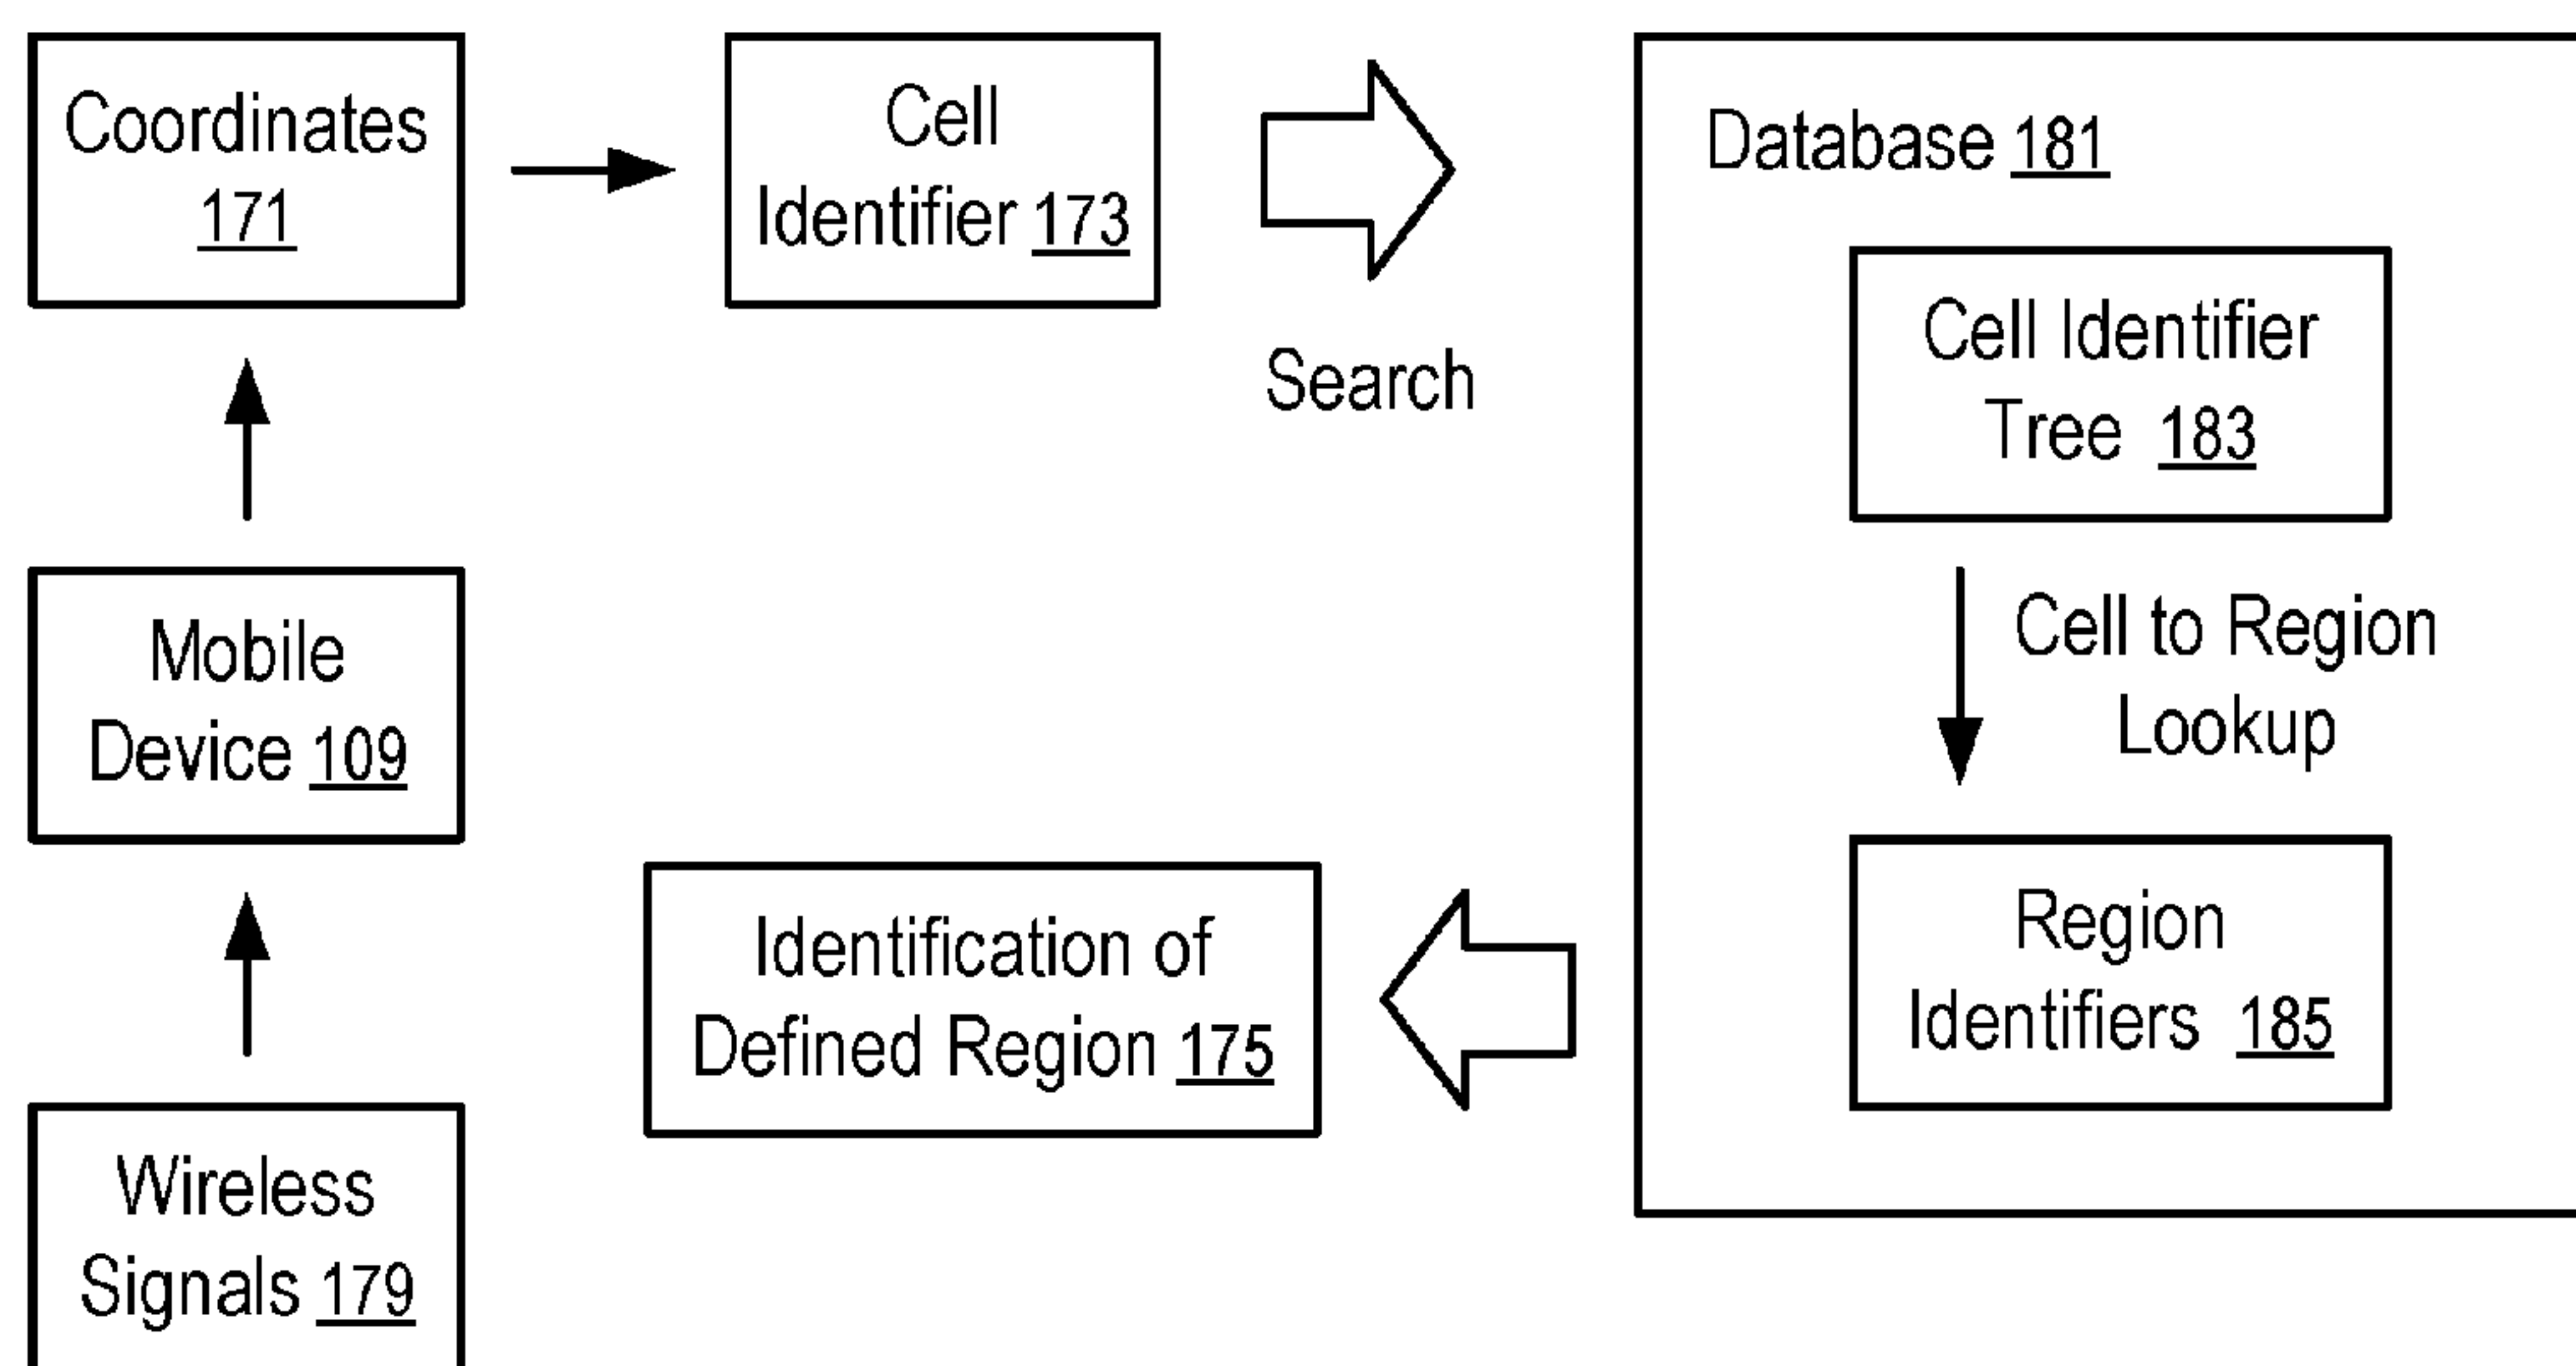 Coordinates
171
Cell
Identifier 173
Search
Database 181
Cell Identifier
Tree 183
Cell to Region
Lookup
Region
Identifiers 185
Identification of
Defined Region 175
Mobile
Device 109
Wireless
Signals 179